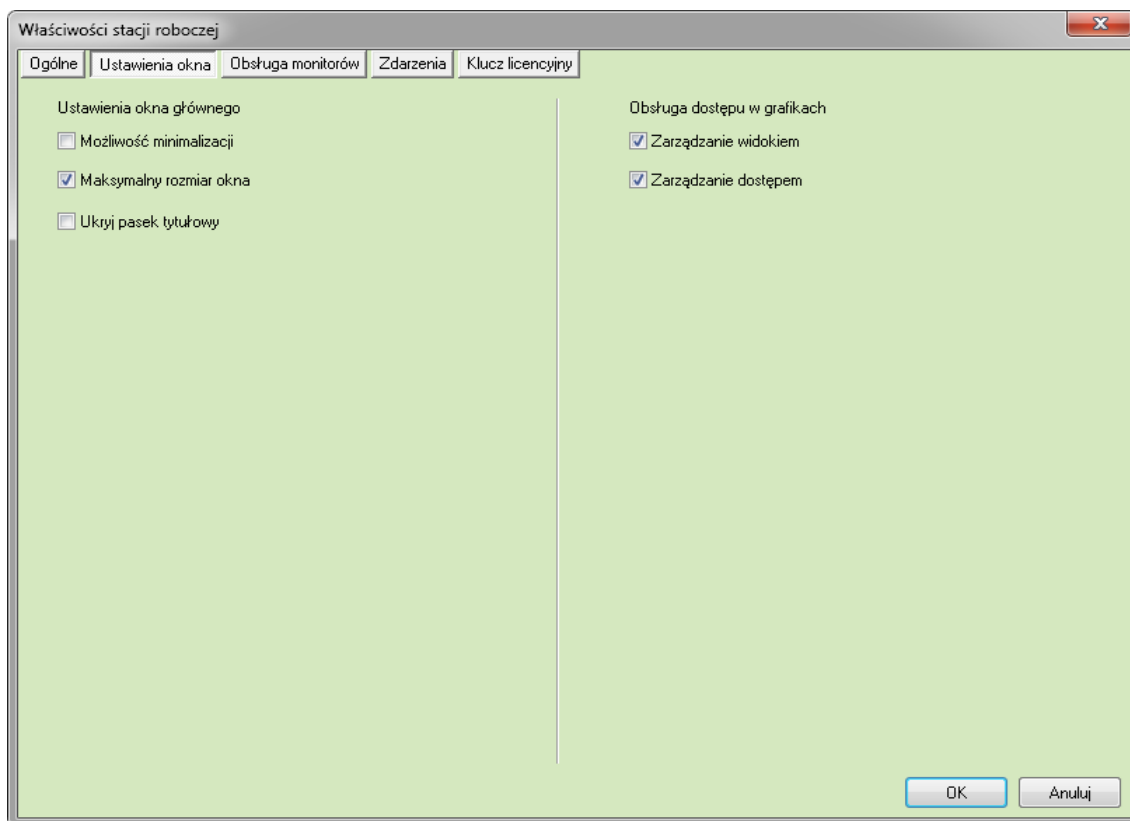 Właściwości stacji roboczej
Ogólne Ustawienia okna Obsługa monitorów Zdarzenia Klucz licencyjny
Ustawienia okna głównego
Możliwość minimalizacji
Maksymalny rozmiar okna
Ukryj pasek tytułowy
Obsługa dostępu w grafikach
Zarządzanie widokiem
Zarządzanie dostępem
OK Anuluj